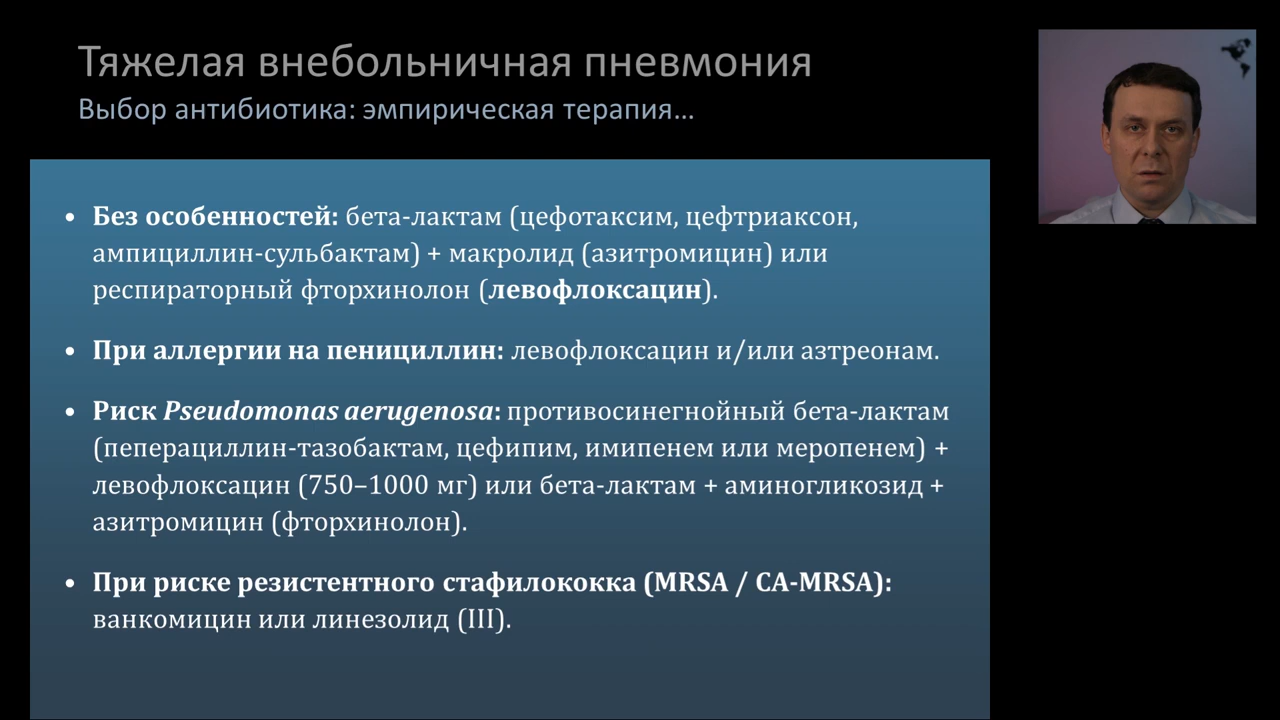 Тяжелая внебольничная пневмония
Выбор антибиотика: эмпирическая терапия...
• Без особенностей: бета-лактам (цефотаксим, цефтриаксон,
ампициллин-сульбактам) + макролид (азитромицин) или
респираторный фторхинолон (левофлоксацин).
• При аллергии на пенициллин: левофлоксацин и/или азтреонам.
• Риск Pseudomonas aerugenosa: противосинегнойный бета-лактам
(пеперациллин-тазобактам, цефипим, имипенем или меропенем) +
левофлоксацин (750–1000 мг) или бета-лактам + аминогликозид +
азитромицин (фторхинолон).
• При риске резистентного стафилококка (MRSA / CA-MRSA):
ванкомицин или линезолид (III).